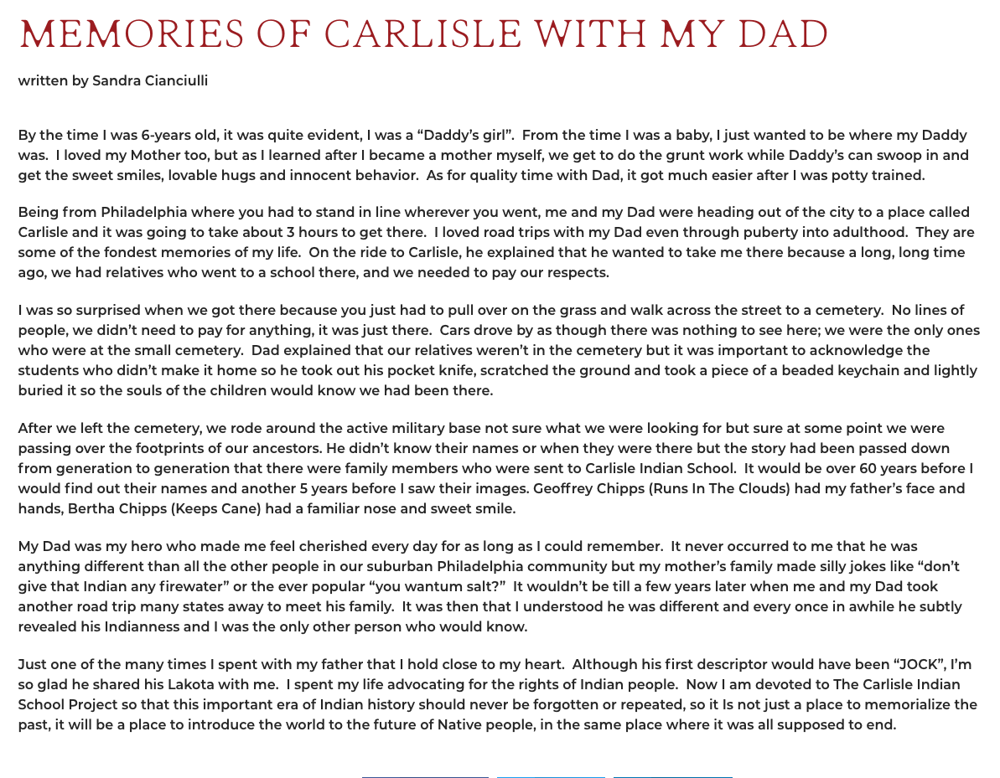 MEMORIES OF CARLISLE WITH MY DAD
written by Sandra Cianciulli
By the time I was 6-years old, it was quite evident, I was a “Daddy’s girl”.  From the time I was a baby, I just wanted to be where my Daddy
was.  I loved my Mother too, but as I learned after I became a mother myself, we get to do the grunt work while Daddy’s can swoop in and
get the sweet smiles, lovable hugs and innocent behavior.  As for quality time with Dad, it got much easier after I was potty trained.
Being from Philadelphia where you had to stand in line wherever you went, me and my Dad were heading out of the city to a place called
Carlisle and it was going to take about 3 hours to get there.  I loved road trips with my Dad even through puberty into adulthood.  They are
some of the fondest memories of my life.  On the ride to Carlisle, he explained that he wanted to take me there because a long, long time
ago, we had relatives who went to a school there, and we needed to pay our respects.
I was so surprised when we got there because you just had to pull over on the grass and walk across the street to a cemetery.  No lines of
people, we didn’t need to pay for anything, it was just there.  Cars drove by as though there was nothing to see here; we were the only ones
who were at the small cemetery.  Dad explained that our relatives weren’t in the cemetery but it was important to acknowledge the
students who didn’t make it home so he took out his pocket knife, scratched the ground and took a piece of a beaded keychain and lightly
buried it so the souls of the children would know we had been there.
After we left the cemetery, we rode around the active military base not sure what we were looking for but sure at some point we were
passing over the footprints of our ancestors. He didn’t know their names or when they were there but the story had been passed down
from generation to generation that there were family members who were sent to Carlisle Indian School.  It would be over 60 years before I
would find out their names and another 5 years before I saw their images. Geoffrey Chipps (Runs In The Clouds) had my father’s face and
hands, Bertha Chipps (Keeps Cane) had a familiar nose and sweet smile.
My Dad was my hero who made me feel cherished every day for as long as I could remember.  It never occurred to me that he was
anything different than all the other people in our suburban Philadelphia community but my mother’s family made silly jokes like “don’t
give that Indian any firewater” or the ever popular “you wantum salt?”  It wouldn’t be till a few years later when me and my Dad took
another road trip many states away to meet his family.  It was then that I understood he was different and every once in awhile he subtly
revealed his Indianness and I was the only other person who would know.
Just one of the many times I spent with my father that I hold close to my heart.  Although his first descriptor would have been “JOCK”, I’m
so glad he shared his Lakota with me.  I spent my life advocating for the rights of Indian people.  Now I am devoted to The Carlisle Indian
School Project so that this important era of Indian history should never be forgotten or repeated, so it Is not just a place to memorialize the
past, it will be a place to introduce the world to the future of Native people, in the same place where it was all supposed to end.